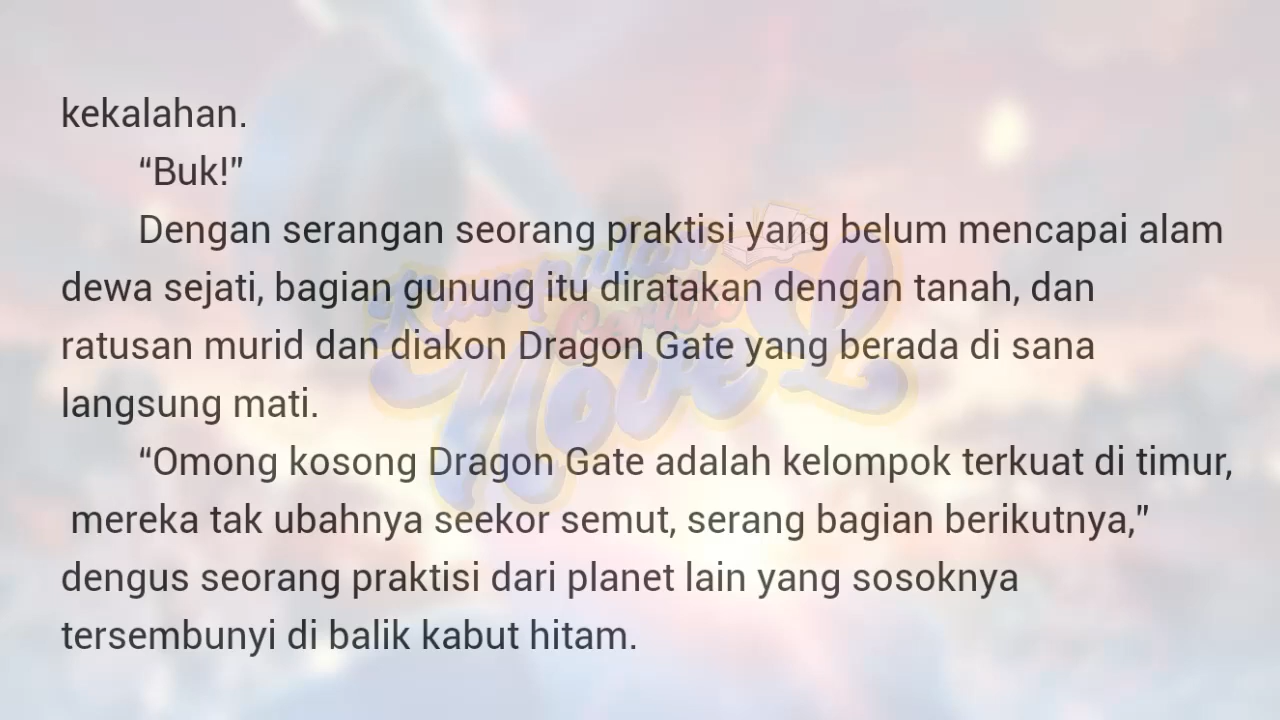 kekalahan.
“Buk!”
Dengan serangan seorang praktisi yang belum mencapai alam
dewa sejati, bagian gunung itu diratakan dengan tanah, dan
ratusan murid dan diakon Dragon Gate yang berada di sana
langsung mati.
“Omong kosong Dragon Gate adalah kelompok terkuat di timur,
mereka tak ubahnya seekor semut, serang bagian berikutnya,”
dengus seorang praktisi dari planet lain yang sosoknya
tersembunyi di balik kabut hitam.
Kumpulan
Cerita
Novel